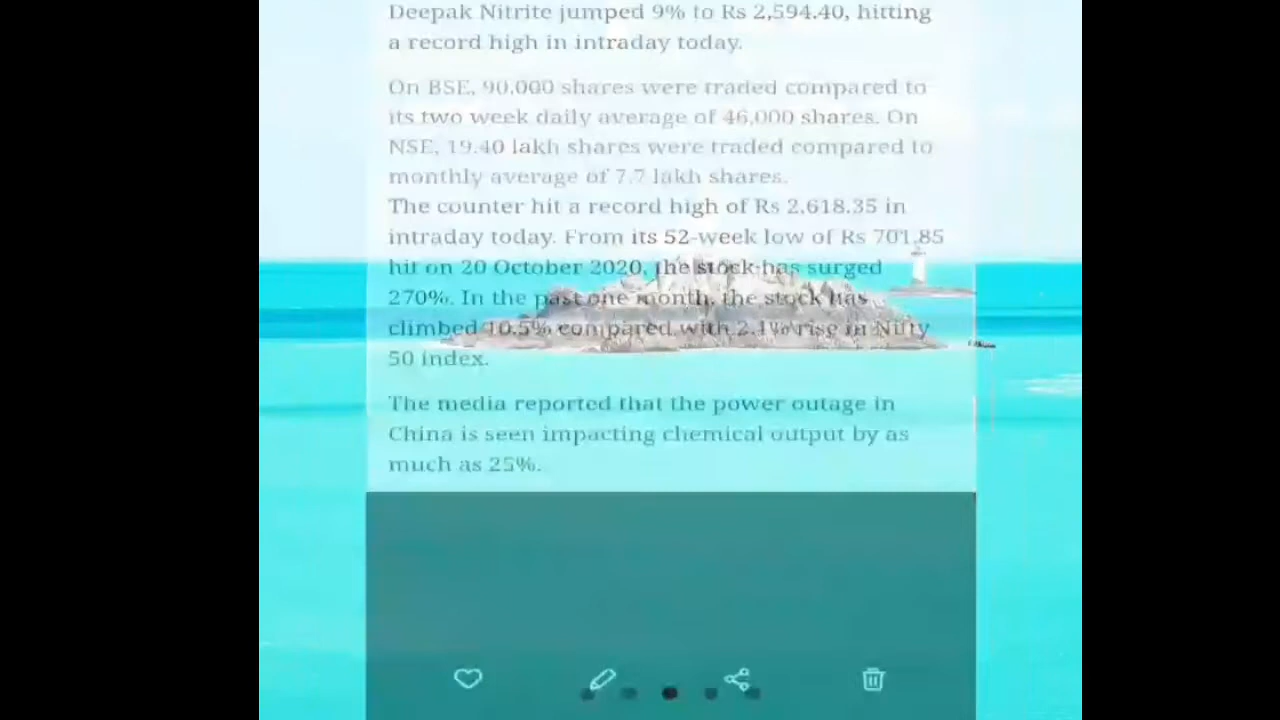 Deepak Nitrite jumped 9% to Rs 2,594.40, hitting
a record high in intraday today.
On BSE, 90,000 shares were traded compared to
its two week daily average of 46,000 shares. On
NSE, 19.40 lakh shares were traded compared to
monthly average of 7.7 lakh shares.
The counter hit a record high of Rs 2,618.35 in
intraday today. From its 52-week low of Rs 701.85
hit on 20 October 2020, the stock has surged
270%. In the past one month, the stock has
climbed 10.5% compared with 2.1% rise in Nifty
50 index.
The media reported that the power outage in
China is seen impacting chemical output by as
much as 25%.